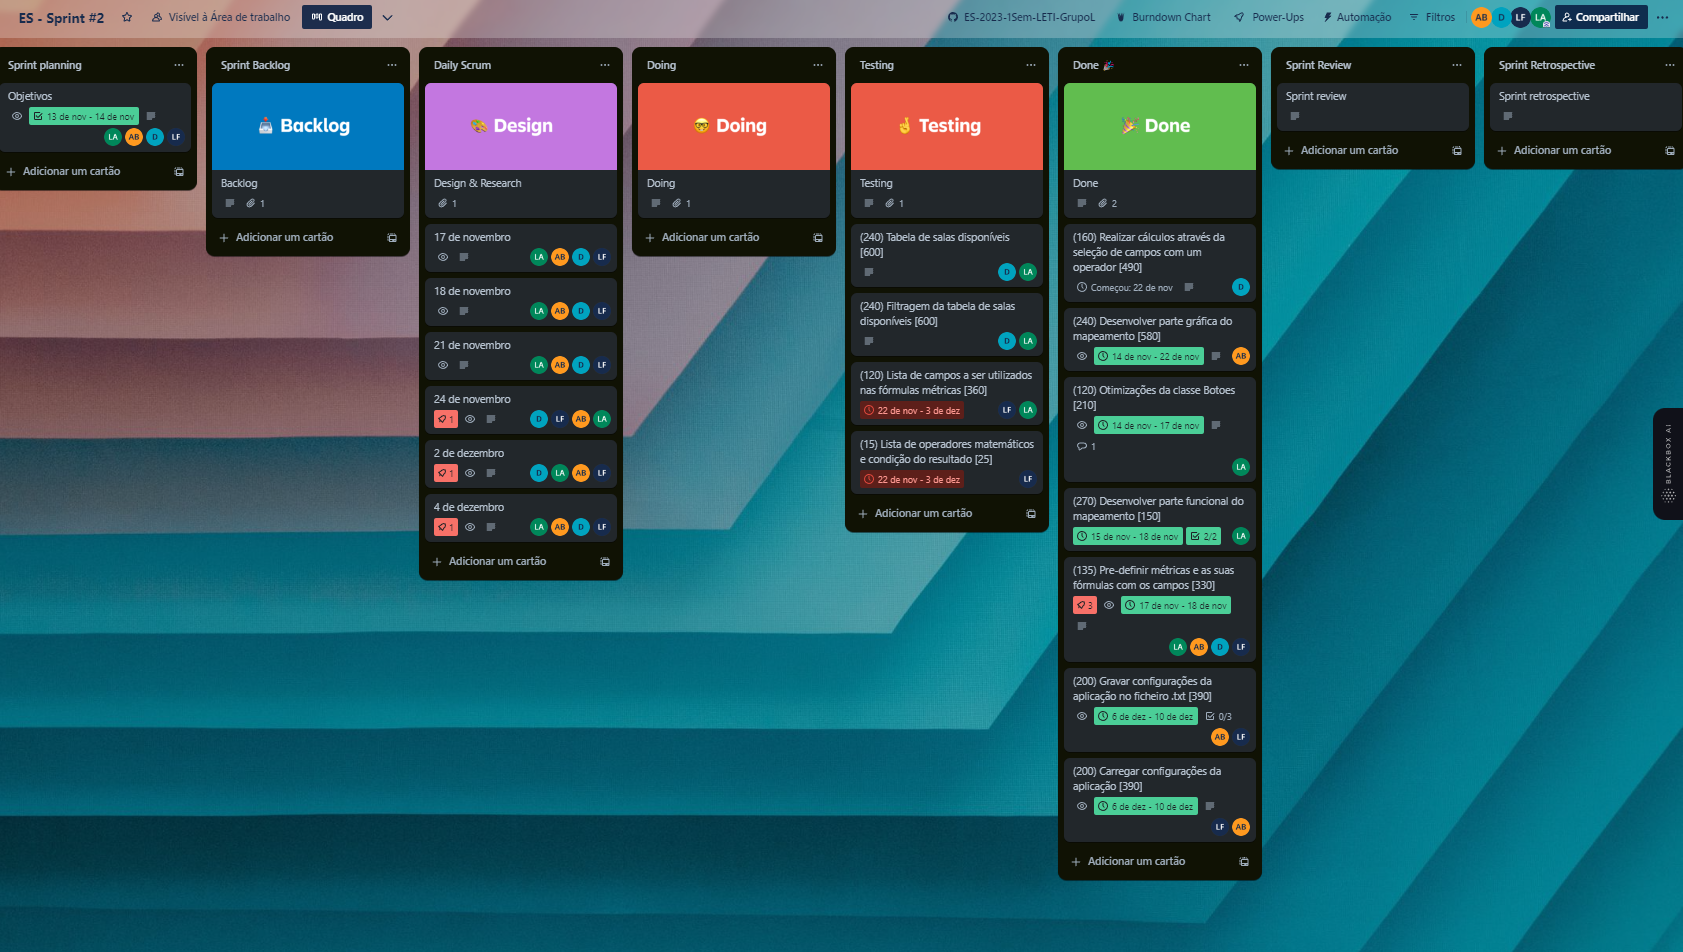 ES - Sprint #2
Visível à Área de trabalho
Quadro
ES-2023-1Sem-LETI-GrupoL
Burndown Chart
Power-Ups
Automação
Filtros
AB
D
LF
LA
Compartilhar
Sprint planning
Objetivos
13 de nov - 14 de nov
LA AB D LF
Adicionar um cartão
Sprint Backlog
Backlog
Backlog
1
Adicionar um cartão
Daily Scrum
Design
Design & Research
1
17 de novembro
LA AB D LF
18 de novembro
LA AB D LF
21 de novembro
LA AB D LF
24 de novembro
1
D LF AB LA
2 de dezembro
1
D LA AB LF
4 de dezembro
1
LA AB D LF
Adicionar um cartão
Doing
Doing
Doing
1
Adicionar um cartão
Testing
Testing
Testing
1
(240) Tabela de salas disponíveis
[600]
D LA
(240) Filtragem da tabela de salas
disponíveis [600]
D LA
(120) Lista de campos a ser utilizados
nas fórmulas métricas [360]
22 de nov - 3 de dez
LF LA
(15) Lista de operadores matemáticos
e condição do resultado [25]
22 de nov - 3 de dez
LF
Adicionar um cartão
Done
Done
Done
2
(160) Realizar cálculos através da
seleção de campos com um
operador [490]
Começou: 22 de nov
D
(240) Desenvolver parte gráfica do
mapeamento [580]
14 de nov - 22 de nov
AB
(120) Otimizações da classe Botoes
[210]
14 de nov - 17 de nov
1
LA
(270) Desenvolver parte funcional do
mapeamento [150]
15 de nov - 18 de nov
2/2
LA
(135) Pre-definir métricas e as suas
fórmulas com os campos [330]
3
17 de nov - 18 de nov
LA AB D LF
(200) Gravar configurações da
aplicação no ficheiro .txt [390]
6 de dez - 10 de dez
0/3
AB LF
(200) Carregar configurações da
aplicação [390]
6 de dez - 10 de dez
LF AB
Adicionar um cartão
Sprint Review
Sprint review
Adicionar um cartão
Sprint Retrospective
Sprint retrospective
Adicionar um cartão
BLACKBOX AI